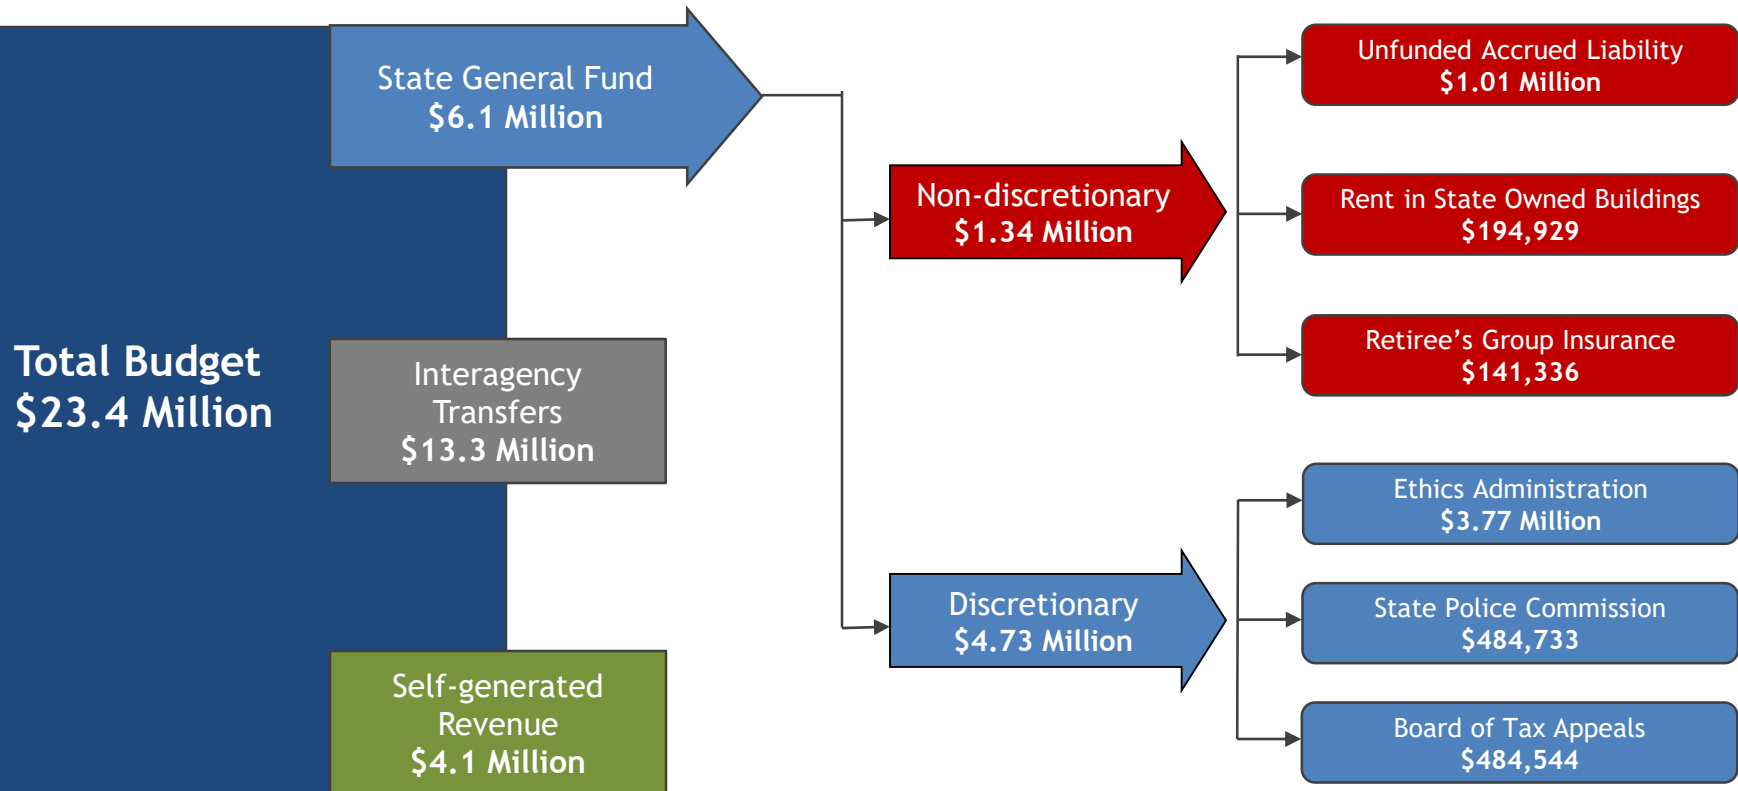 Total Budget
$23.4 Million
State General Fund
$6.1 Million
Interagency
Transfers
$13.3 Million
Self-generated
Revenue
$4.1 Million
Non-discretionary
$1.34 Million
Discretionary
$4.73 Million
Unfunded Accrued Liability
$1.01 Million
Rent in State Owned Buildings
$194,929
Retiree’s Group Insurance
$141,336
Ethics Administration
$3.77 Million
State Police Commission
$484,733
Board of Tax Appeals
$484,544